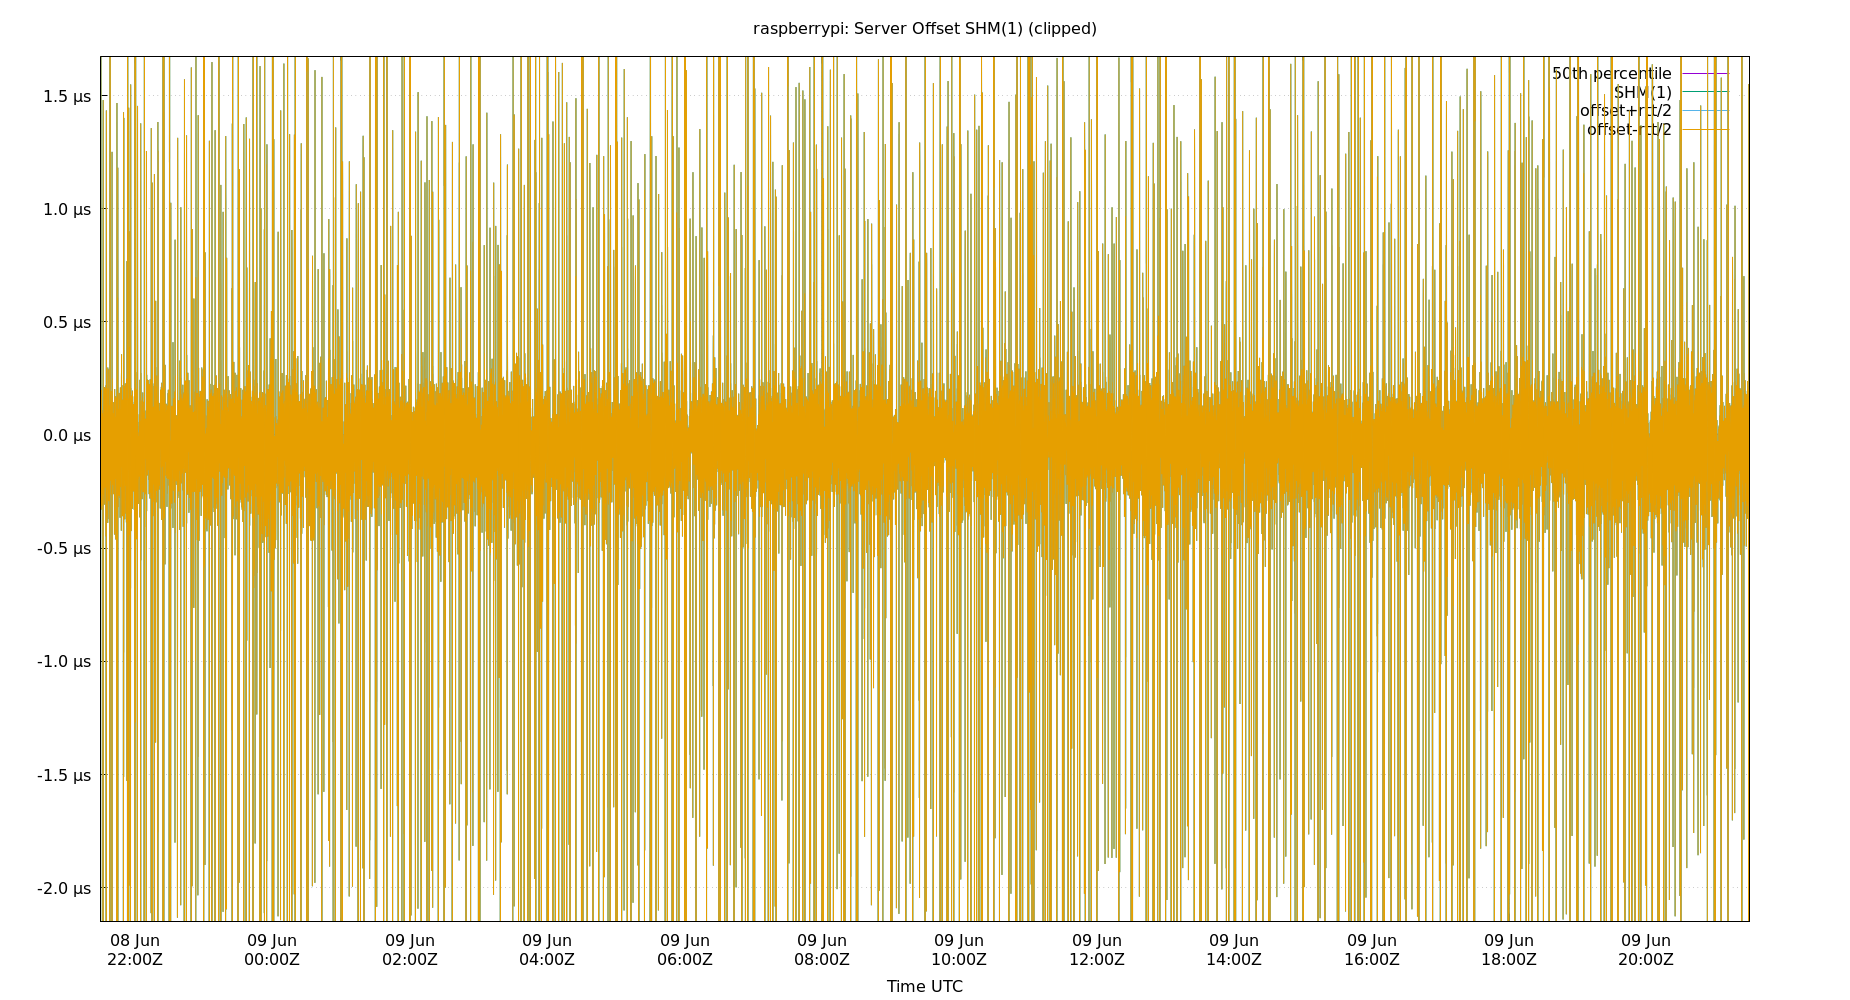 raspberrypi: Server Offset SHM(1) (clipped)
50th percentile
SHM(1)
offset+rtt/2
offset-rtt/2
1.5 µs
1.0 µs
0.5 µs
0.0 µs
-0.5 µs
-1.0 µs
-1.5 µs
-2.0 µs
08 Jun 09 Jun 09 Jun 09 Jun 09 Jun 09 Jun 09 Jun 09 Jun 09 Jun 09 Jun 09 Jun 09 Jun
22:00Z 00:00Z 02:00Z 04:00Z 06:00Z 08:00Z 10:00Z 12:00Z 14:00Z 16:00Z 18:00Z 20:00Z
Time UTC